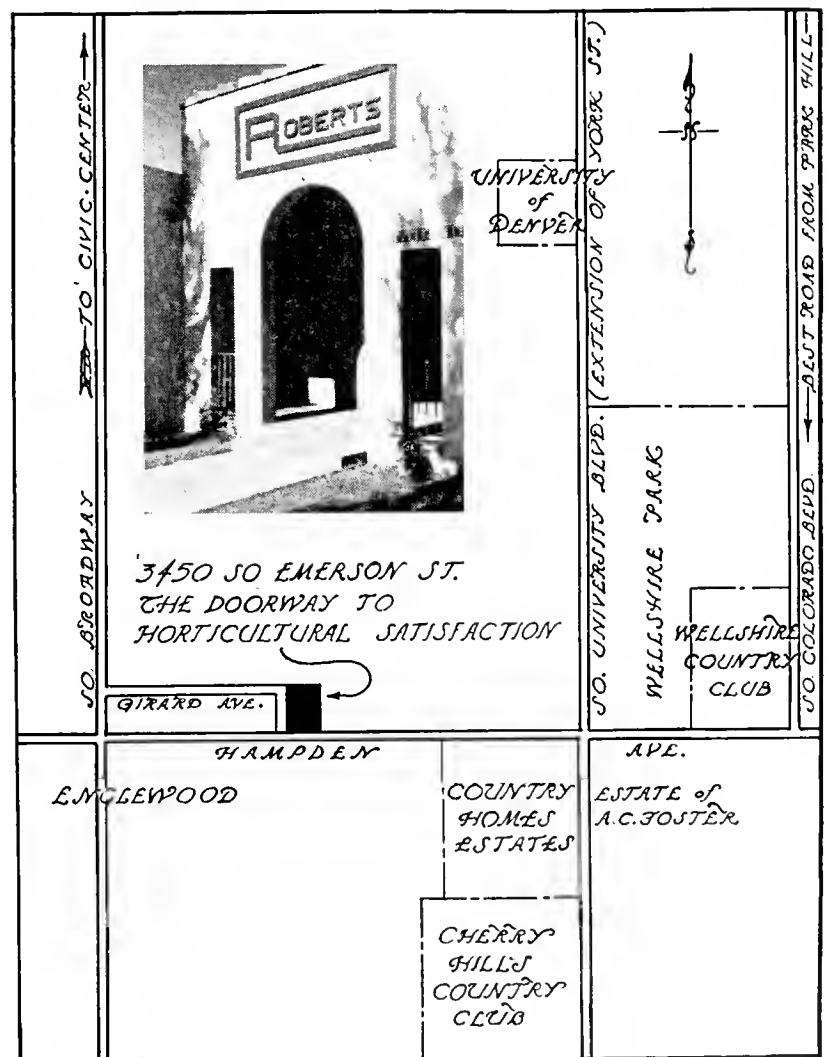 SO. BROADWAY
TO CIVIC-CENTER
ROBERTS
UNIVERSITY
of
DENVER
SO. UNIVERSITY BLVD. (EXTENSION OF YORK ST.)
N
S
SO. COLORADO BLVD. BEST ROAD FROM PARK HILL
WELLSHIRE PARK
WELLSHIRE
COUNTRY
CLUB
3450 SO EMERSON ST.
THE DOORWAY TO
HORTICULTURAL SATISFACTION
GIRARD AVE.
HAMPDEN AVE.
ENGLEWOOD
COUNTRY
HOMES
ESTATES
ESTATE of
A.C. FOSTER
CHERRY
HILLS
COUNTRY
CLUB